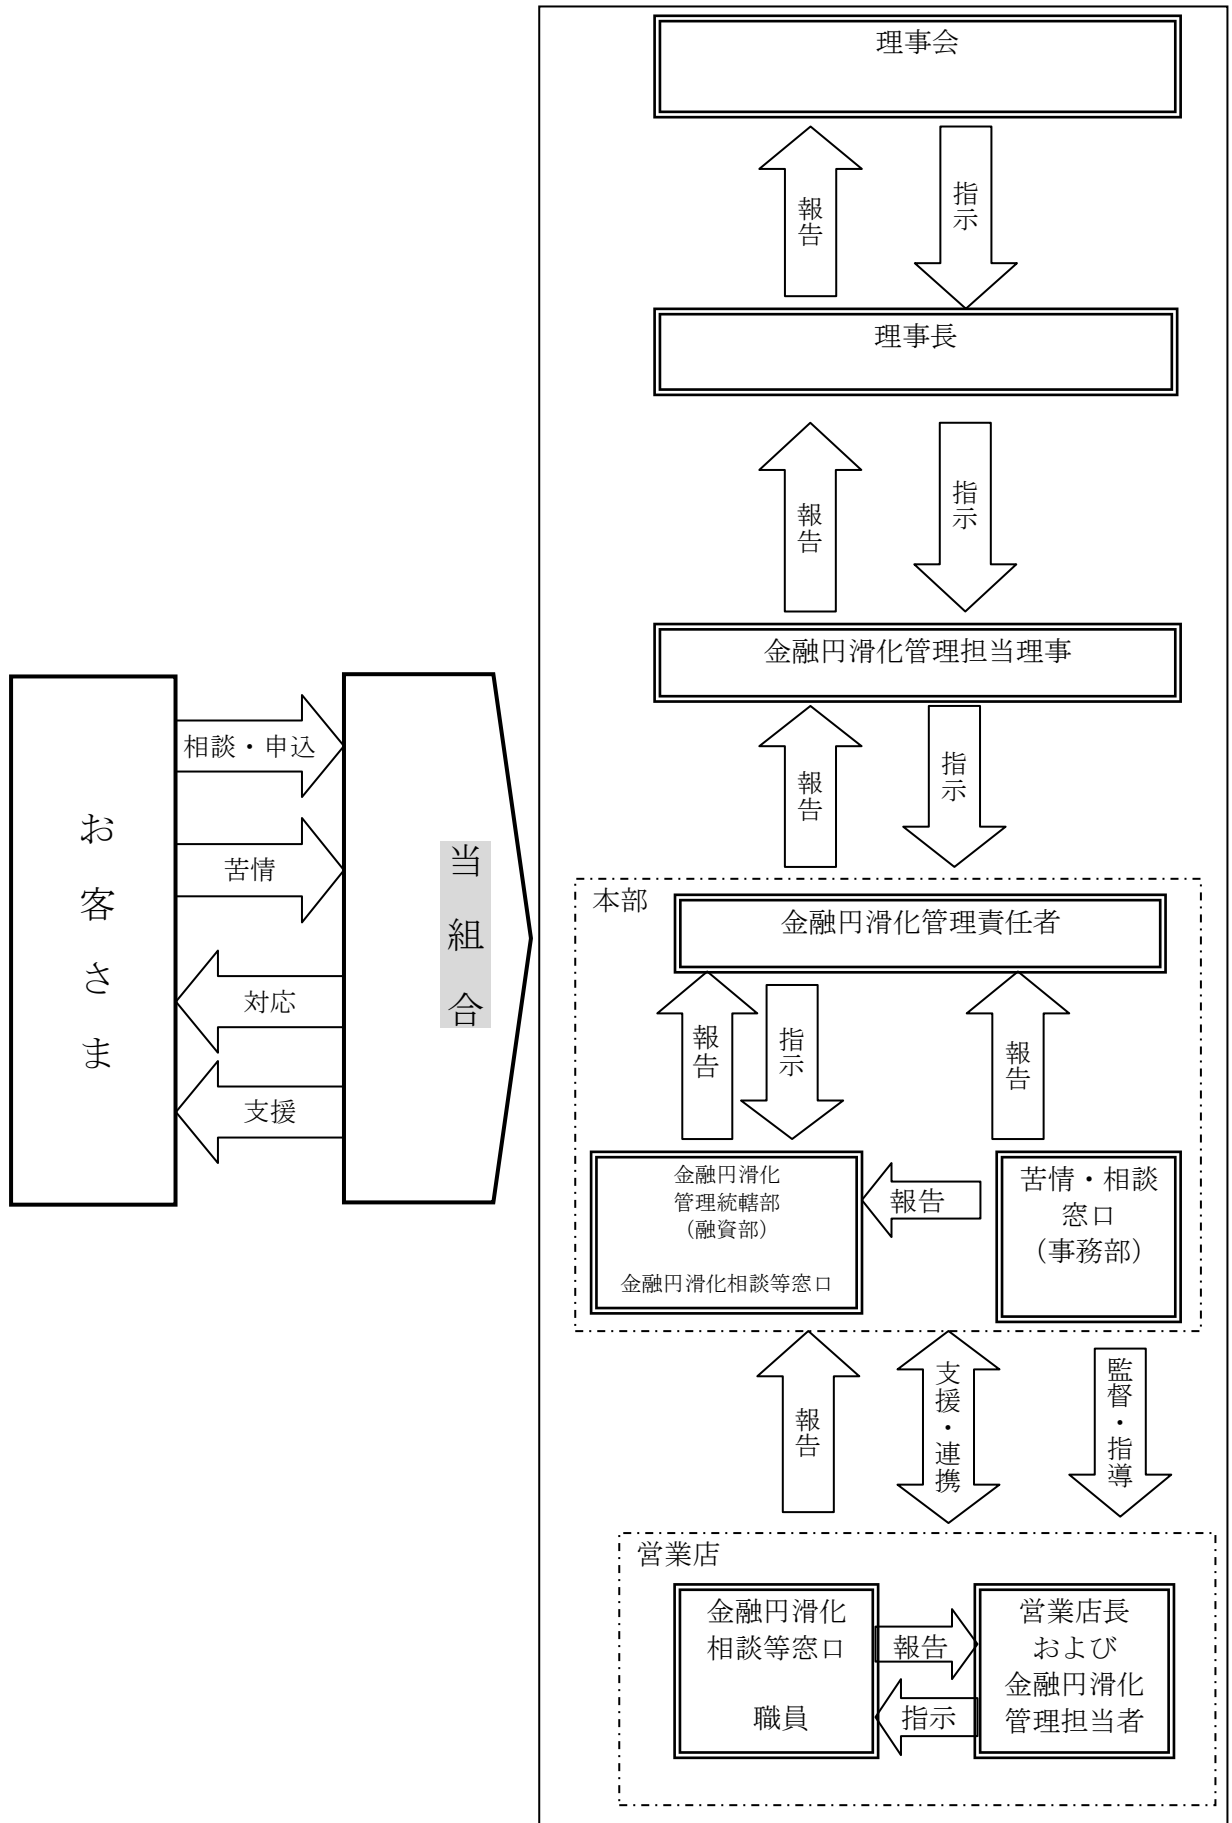 理事会
報告
指示
理事長
報告
指示
金融円滑化管理担当理事
報告
指示
お客さま
相談・申込
苦情
対応
支援
当組合
本部
金融円滑化管理責任者
報告
指示
報告
金融円滑化
管理統轄部
（融資部）
金融円滑化相談等窓口
報告
苦情・相談
窓口
（事務部）
報告
支援・連携
監督・指導
営業店
金融円滑化
相談等窓口
職員
報告
指示
営業店長
および
金融円滑化
管理担当者